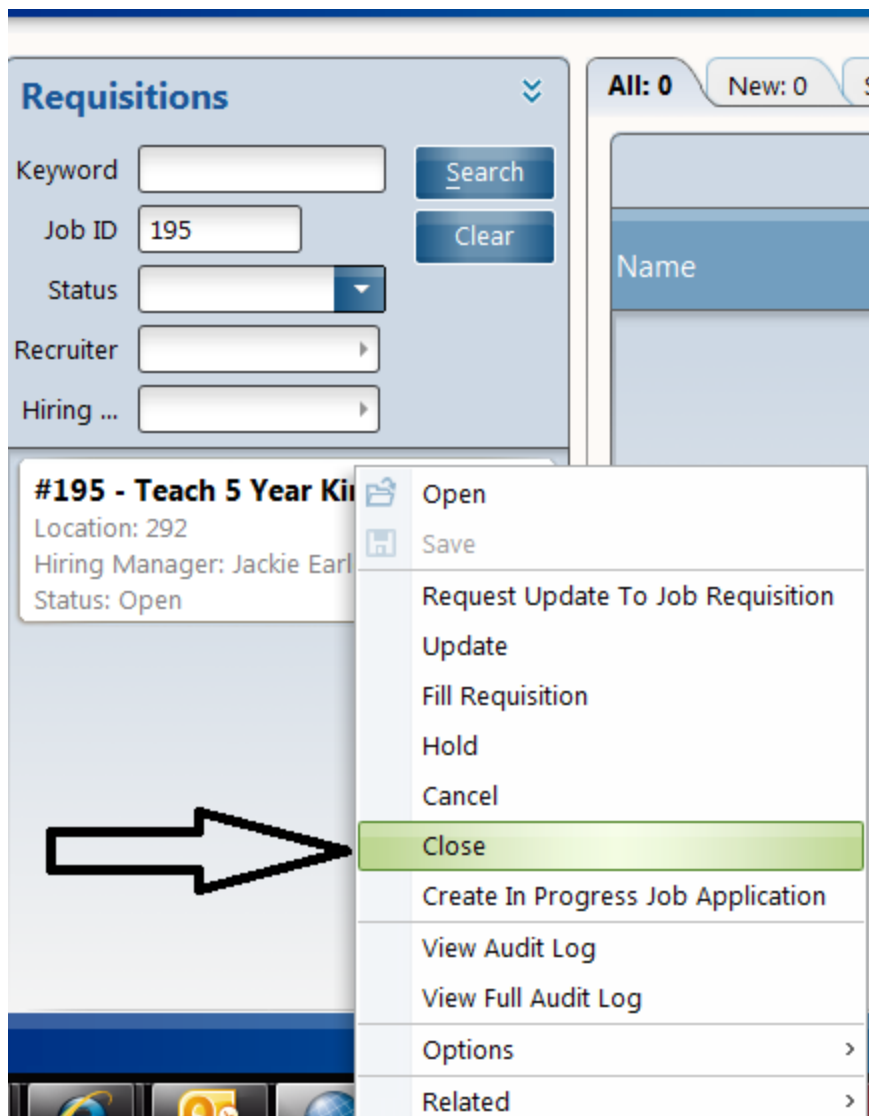 Requisitions
Keyword
Search
Job ID 195
Clear
Status
Recruiter
Hiring ...
All: 0 New: 0
Name
#195 - Teach 5 Year
Location: 292
Hiring Manager: Jackie Earl
Status: Open
Open
Save
Request Update To Job Requisition
Update
Fill Requisition
Hold
Cancel
Close
Create In Progress Job Application
View Audit Log
View Full Audit Log
Options
Related